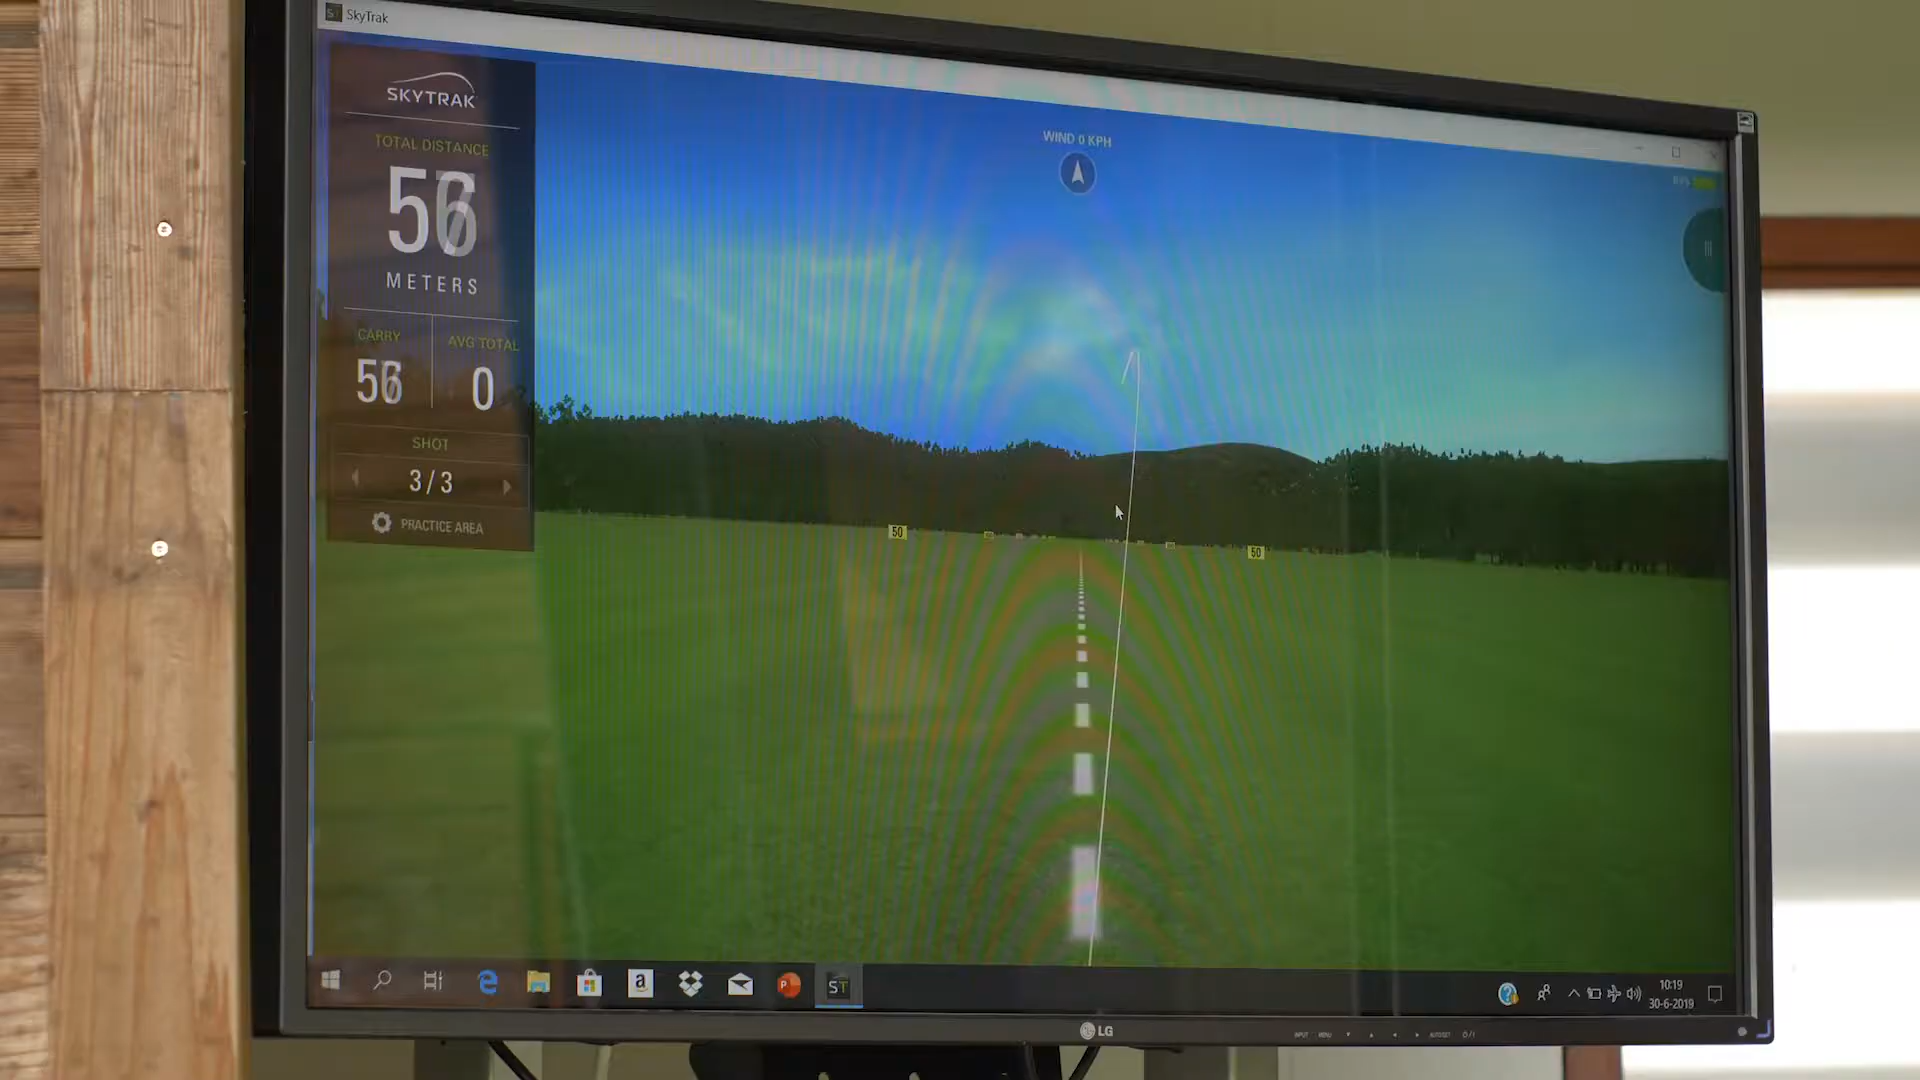 SkyTrak
SKYTRAK
TOTAL DISTANCE
METERS
CARRY
AVG TOTAL
0
SHOT
3/3
PRACTICE AREA
WIND 0 KPH
50
50
a
P
ST
?
10:19
30-6-2019
LG